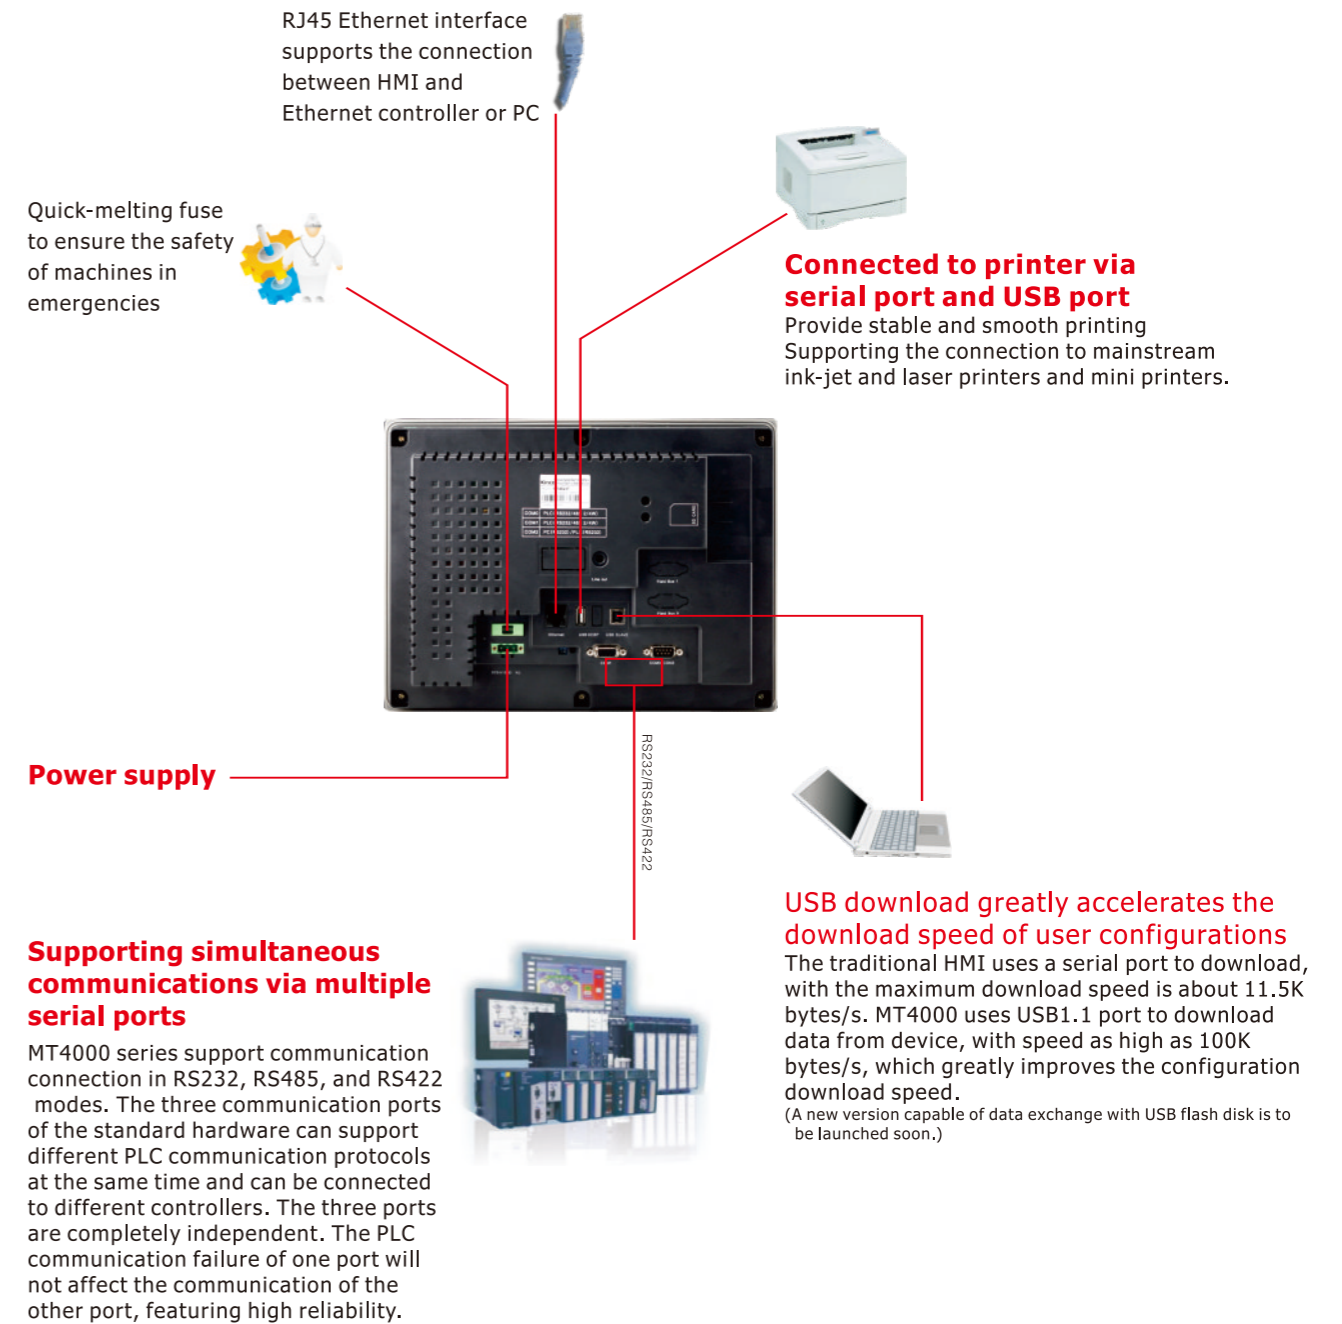 RJ45 Ethernet interface
supports the connection
between HMI and
Ethernet controller or PC
Quick-melting fuse
to ensure the safety
of machines in
emergencies
Connected to printer via
serial port and USB port
Provide stable and smooth printing
Supporting the connection to mainstream
ink-jet and laser printers and mini printers.
SD CARD
Field Bus 1
Ethernet
USB HOST
USB SLAVE
Power supply
RS232/RS485/RS422
Supporting simultaneous
communications via multiple
serial ports
MT4000 series support communication
connection in RS232, RS485, and RS422
modes. The three communication ports
of the standard hardware can support
different PLC communication protocols
at the same time and can be connected
to different controllers. The three ports
are completely independent. The PLC
communication failure of one port will
not affect the communication of the
other port, featuring high reliability.
USB download greatly accelerates the
download speed of user configurations
The traditional HMI uses a serial port to download,
with the maximum download speed is about 11.5K
bytes/s. MT4000 uses USB1.1 port to download
data from device, with speed as high as 100K
bytes/s, which greatly improves the configuration
download speed.
(A new version capable of data exchange with USB flash disk is to
be launched soon.)